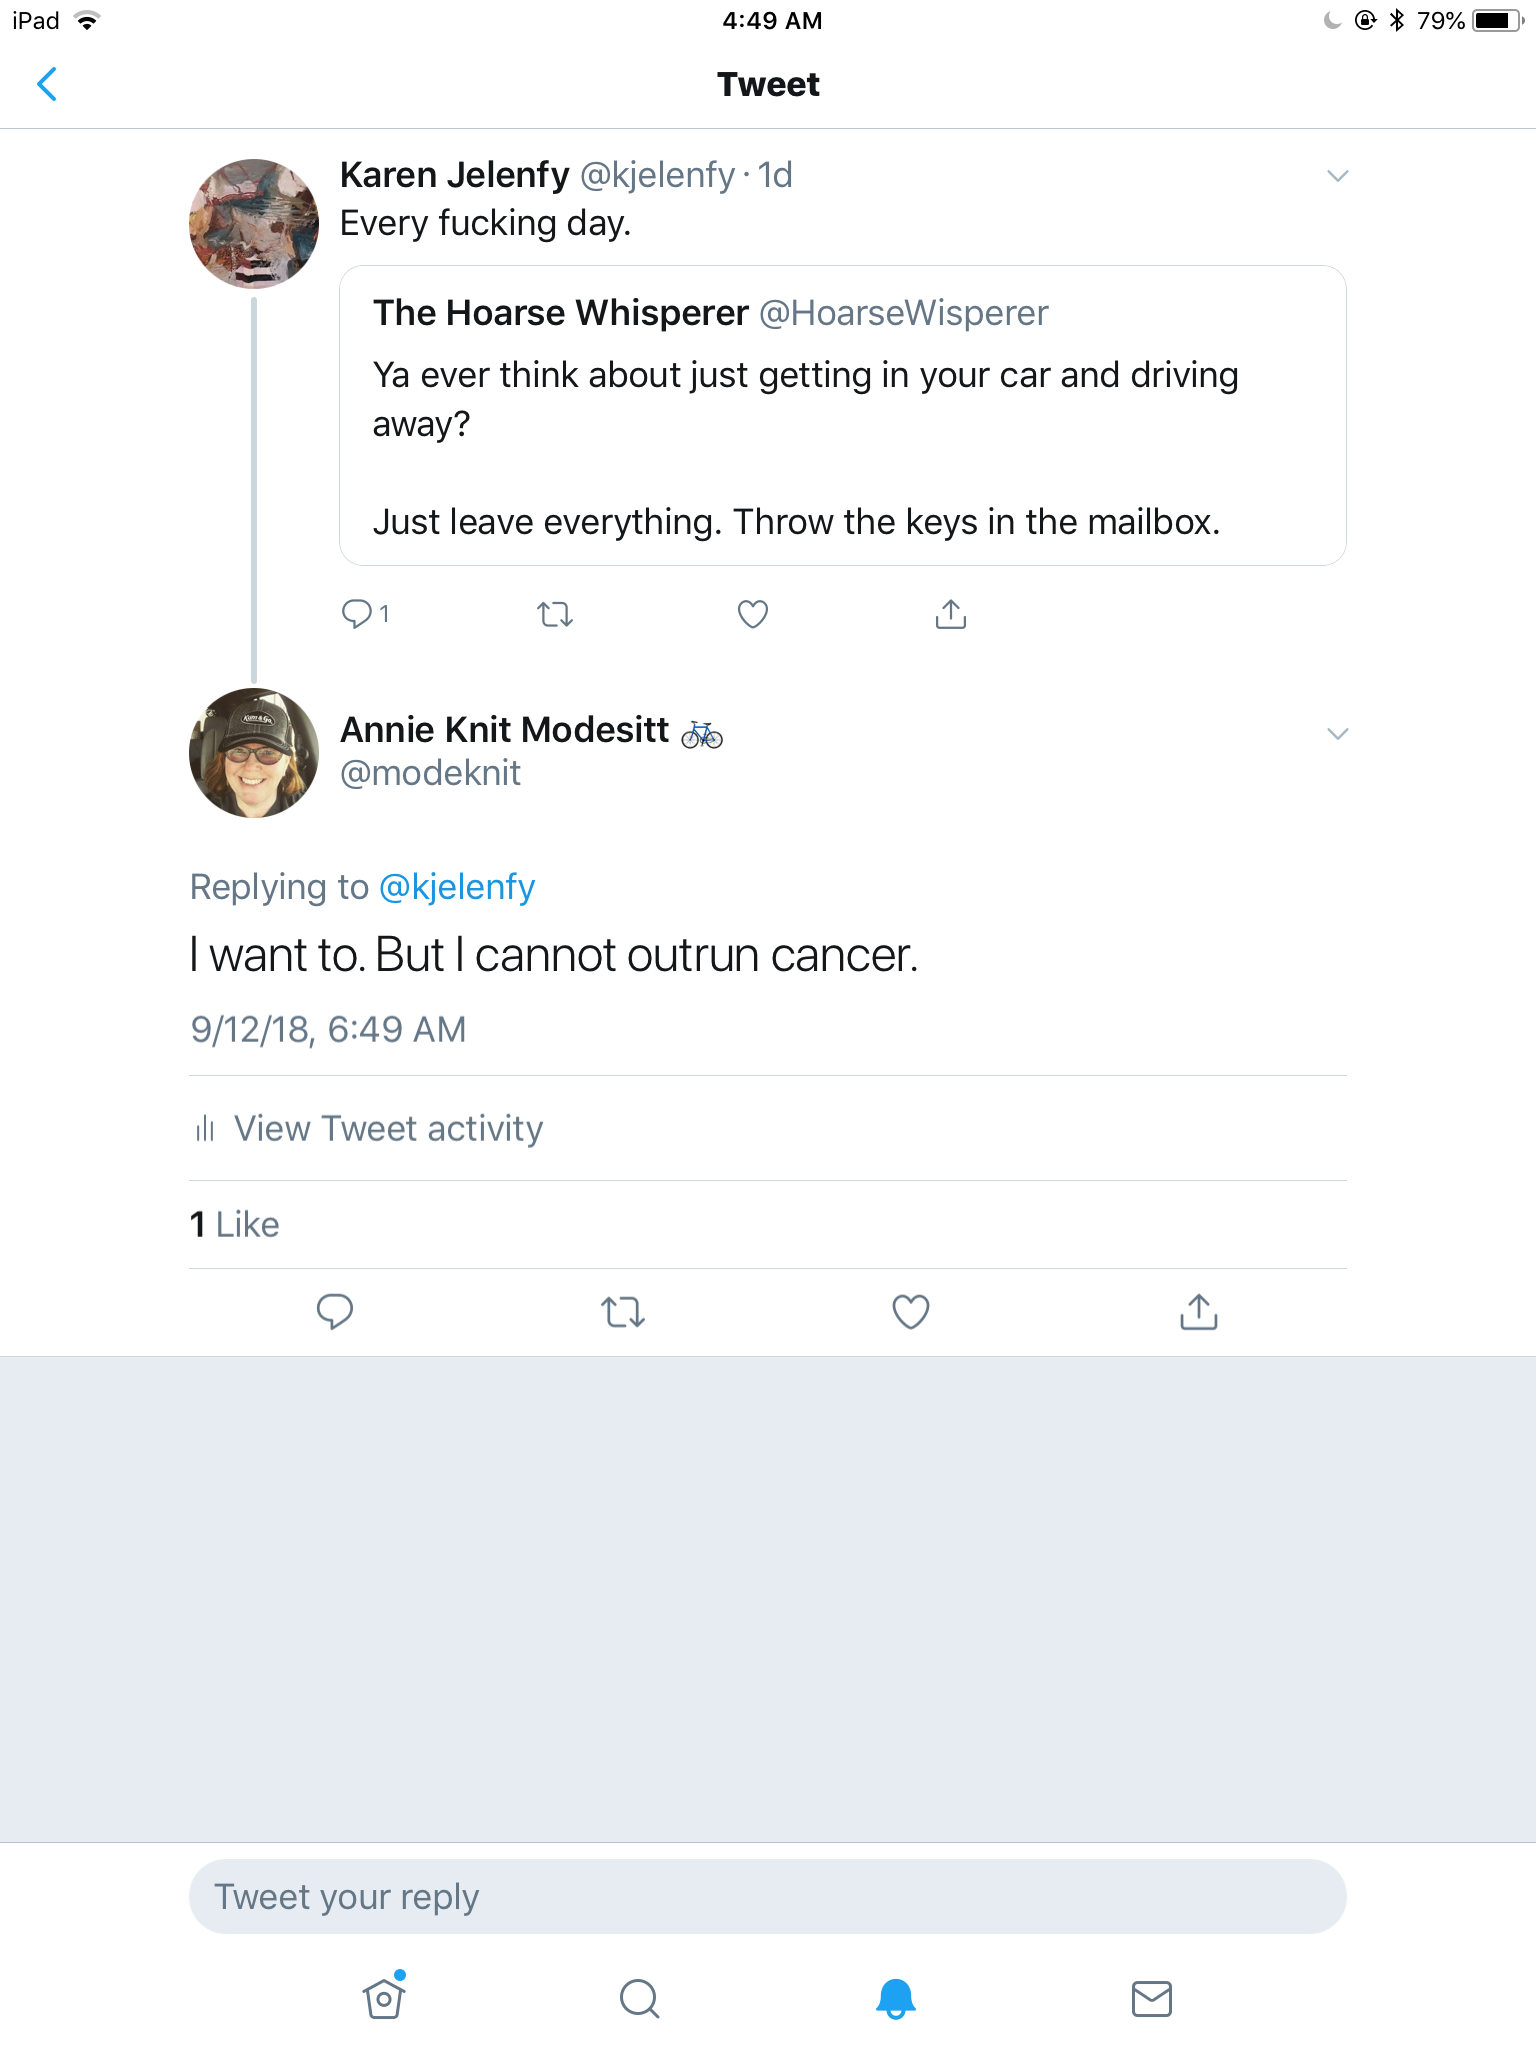 iPad 4:49 AM 79%
Tweet
Karen Jelenfy @kjelenfy · 1d
Every fucking day.
The Hoarse Whisperer @HoarseWisperer
Ya ever think about just getting in your car and driving
away?
Just leave everything. Throw the keys in the mailbox.
1
Kum & Go
Annie Knit Modesitt 🚲
@modeknit
Replying to @kjelenfy
I want to. But I cannot outrun cancer.
9/12/18, 6:49 AM
View Tweet activity
1 Like
Tweet your reply